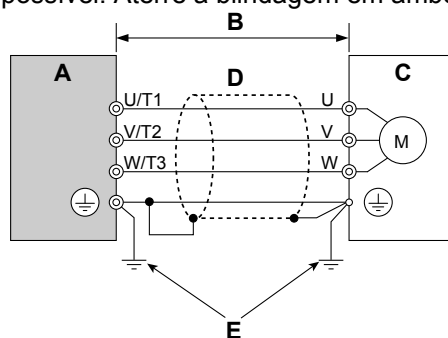 possível. Aterre a blindagem em ambo
B
A
D
C
U/T1
U
V/T2
V
M
W/T3
W
E